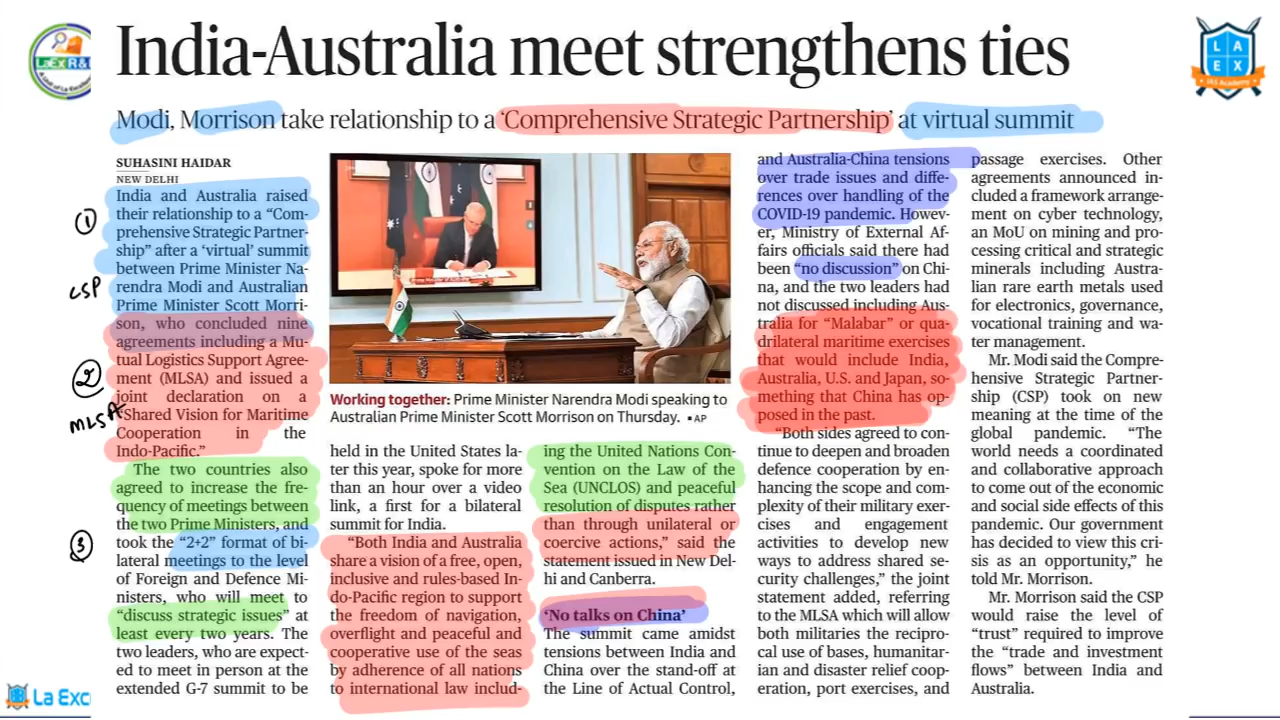 LaEx R&D
India-Australia meet strengthens ties
L A
E X
IAS Academy
Modi, Morrison take relationship to a ‘Comprehensive Strategic Partnership’ at virtual summit
SUHASINI HAIDAR
NEW DELHI
①
CSP
②
MLSA
③
India and Australia raised
their relationship to a “Com-
prehensive Strategic Partner-
ship” after a ‘virtual’ summit
between Prime Minister Na-
rendra Modi and Australian
Prime Minister Scott Morri-
son, who concluded nine
agreements including a Mu-
tual Logistics Support Agree-
ment (MLSA) and issued a
joint declaration on a
“Shared Vision for Maritime
Cooperation in the
Indo-Pacific.”
The two countries also
agreed to increase the fre-
quency of meetings between
the two Prime Ministers, and
took the “2+2” format of bi-
lateral meetings to the level
of Foreign and Defence Mi-
nisters, who will meet to
“discuss strategic issues” at
least every two years. The
two leaders, who are expect-
ed to meet in person at the
extended G-7 summit to be
Working together: Prime Minister Narendra Modi speaking to
Australian Prime Minister Scott Morrison on Thursday. ▪ AP
held in the United States la-
ter this year, spoke for more
than an hour over a video
link, a first for a bilateral
summit for India.
“Both India and Australia
share a vision of a free, open,
inclusive and rules-based In-
do-Pacific region to support
the freedom of navigation,
overflight and peaceful and
cooperative use of the seas
by adherence of all nations
to international law includ-
ing the United Nations Con-
vention on the Law of the
Sea (UNCLOS) and peaceful
resolution of disputes rather
than through unilateral or
coercive actions,” said the
statement issued in New Del-
hi and Canberra.
‘No talks on China’
The summit came amidst
tensions between India and
China over the stand-off at
the Line of Actual Control,
and Australia-China tensions
over trade issues and diffe-
rences over handling of the
COVID-19 pandemic. Howev-
er, Ministry of External Af-
fairs officials said there had
been “no discussion” on Chi-
na, and the two leaders had
not discussed including Aus-
tralia for “Malabar” or qua-
drilateral maritime exercises
that would include India,
Australia, U.S. and Japan, so-
mething that China has op-
posed in the past.
“Both sides agreed to con-
tinue to deepen and broaden
defence cooperation by en-
hancing the scope and com-
plexity of their military exer-
cises and engagement
activities to develop new
ways to address shared se-
curity challenges,” the joint
statement added, referring
to the MLSA which will allow
both militaries the recipro-
cal use of bases, humanitar-
ian and disaster relief coop-
eration, port exercises, and
passage exercises. Other
agreements announced in-
cluded a framework arrange-
ment on cyber technology,
an MoU on mining and pro-
cessing critical and strategic
minerals including Austra-
lian rare earth metals used
for electronics, governance,
vocational training and wa-
ter management.
Mr. Modi said the Compre-
hensive Strategic Partner-
ship (CSP) took on new
meaning at the time of the
global pandemic. “The
world needs a coordinated
and collaborative approach
to come out of the economic
and social side effects of this
pandemic. Our government
has decided to view this cri-
sis as an opportunity,” he
told Mr. Morrison.
Mr. Morrison said the CSP
would raise the level of
“trust” required to improve
the “trade and investment
flows” between India and
Australia.
La Exc